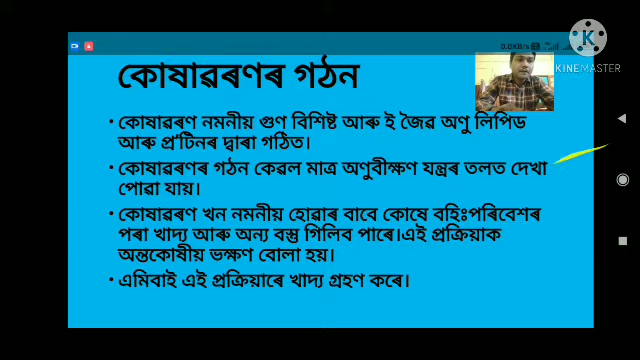 0.0KB/S
KINEMASTER
কোষাৱৰণৰ গঠন
• কোষাৱৰণ নমনীয় গুণ বিশিষ্ট আৰু ই জৈৱ অণু লিপিড
আৰু প্ৰ'টিনৰ দ্বাৰা গঠিত।
• কোষাৱৰণৰ গঠন কেৱল মাত্ৰ অণুবীক্ষণ যন্ত্ৰৰ তলত দেখা
পোৱা যায়।
• কোষাৱৰণ খন নমনীয় হোৱাৰ বাবে কোষে বহিঃপৰিবেশৰ
পৰা খাদ্য আৰু অন্য বস্তু গিলিব পাৰে।এই প্ৰক্ৰিয়াক
অন্তকোষীয় ভক্ষণ বোলা হয়।
• এমিবাই এই প্ৰক্ৰিয়াৰে খাদ্য গ্ৰহণ কৰে।